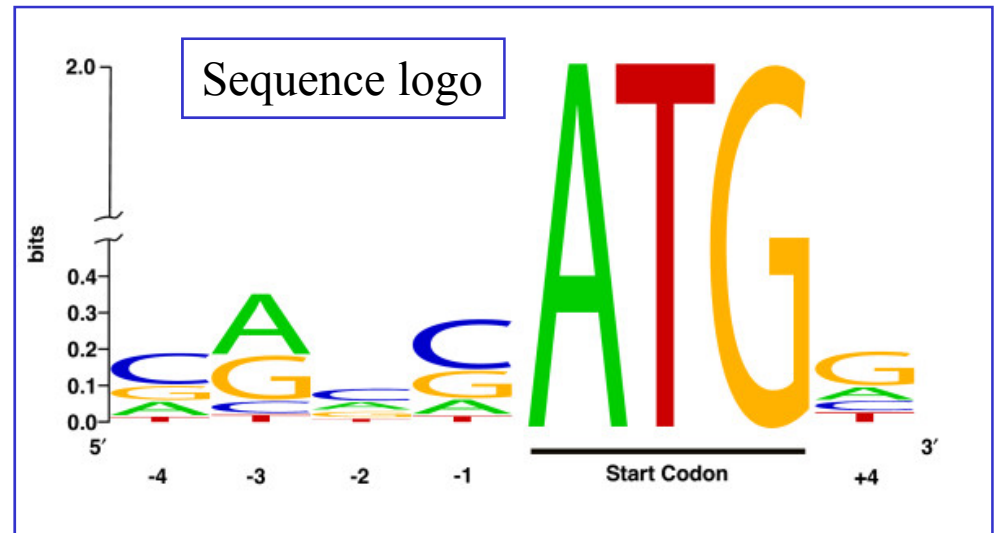 Sequence logo
2.0
bits
0.4
0.3
0.2
0.1
0.0
C
G
A
T
A
G
C
T
C
A
G
T
C
G
A
T
ATG
G
A
C
T
5′
3′
-4 -3 -2 -1 Start Codon +4